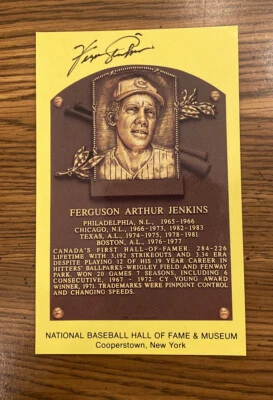 Fergie Jenkins
FERGUSON ARTHUR JENKINS
PHILADELPHIA, N.L., 1965-1966
CHICAGO, N.L., 1966-1973, 1982-1983
TEXAS, A.L., 1974-1975, 1978-1981
BOSTON, A.L., 1976-1977
CANADA'S FIRST HALL-OF-FAMER. 284-226
LIFETIME WITH 3,192 STRIKEOUTS AND 3.34 ERA
DESPITE PLAYING 12 OF HIS 19 YEAR CAREER IN
HITTERS' BALLPARKS-WRIGLEY FIELD AND FENWAY
PARK. WON 20 GAMES 7 SEASONS, INCLUDING 6
CONSECUTIVE, 1967 - 1972. CY YOUNG AWARD
WINNER, 1971. TRADEMARKS WERE PINPOINT CONTROL
AND CHANGING SPEEDS.
NATIONAL BASEBALL HALL OF FAME & MUSEUM
Cooperstown, New York